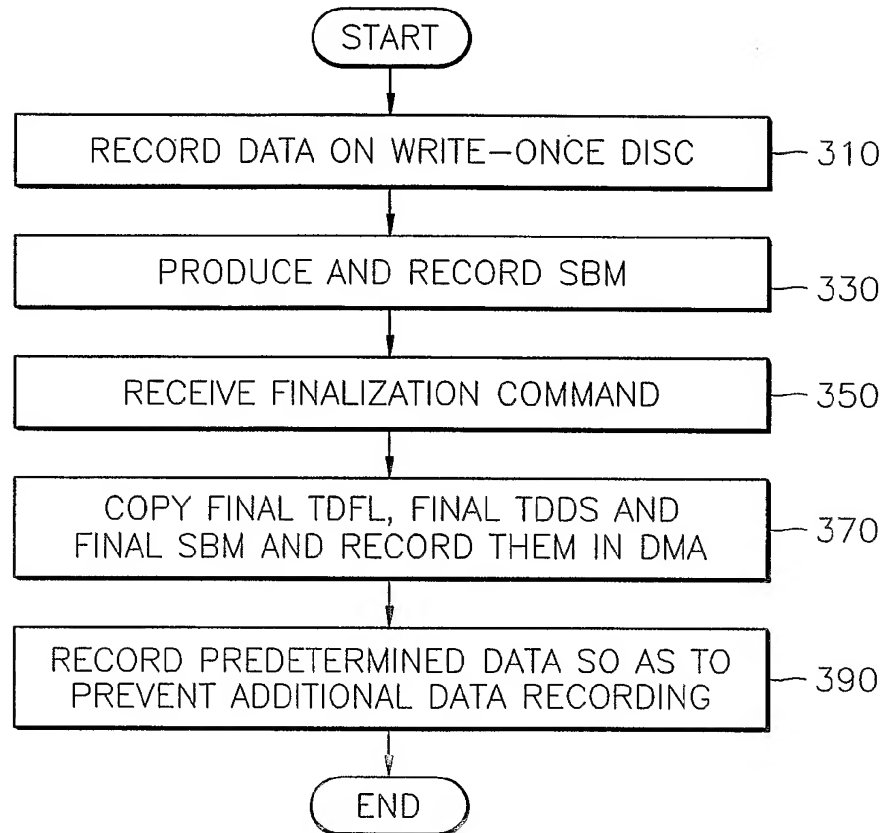 START
RECORD DATA ON WRITE-ONCE DISC
310
PRODUCE AND RECORD SBM
330
RECEIVE FINALIZATION COMMAND
350
COPY FINAL TDFL, FINAL TDDS AND
FINAL SBM AND RECORD THEM IN DMA
370
RECORD PREDETERMINED DATA SO AS TO
PREVENT ADDITIONAL DATA RECORDING
390
END